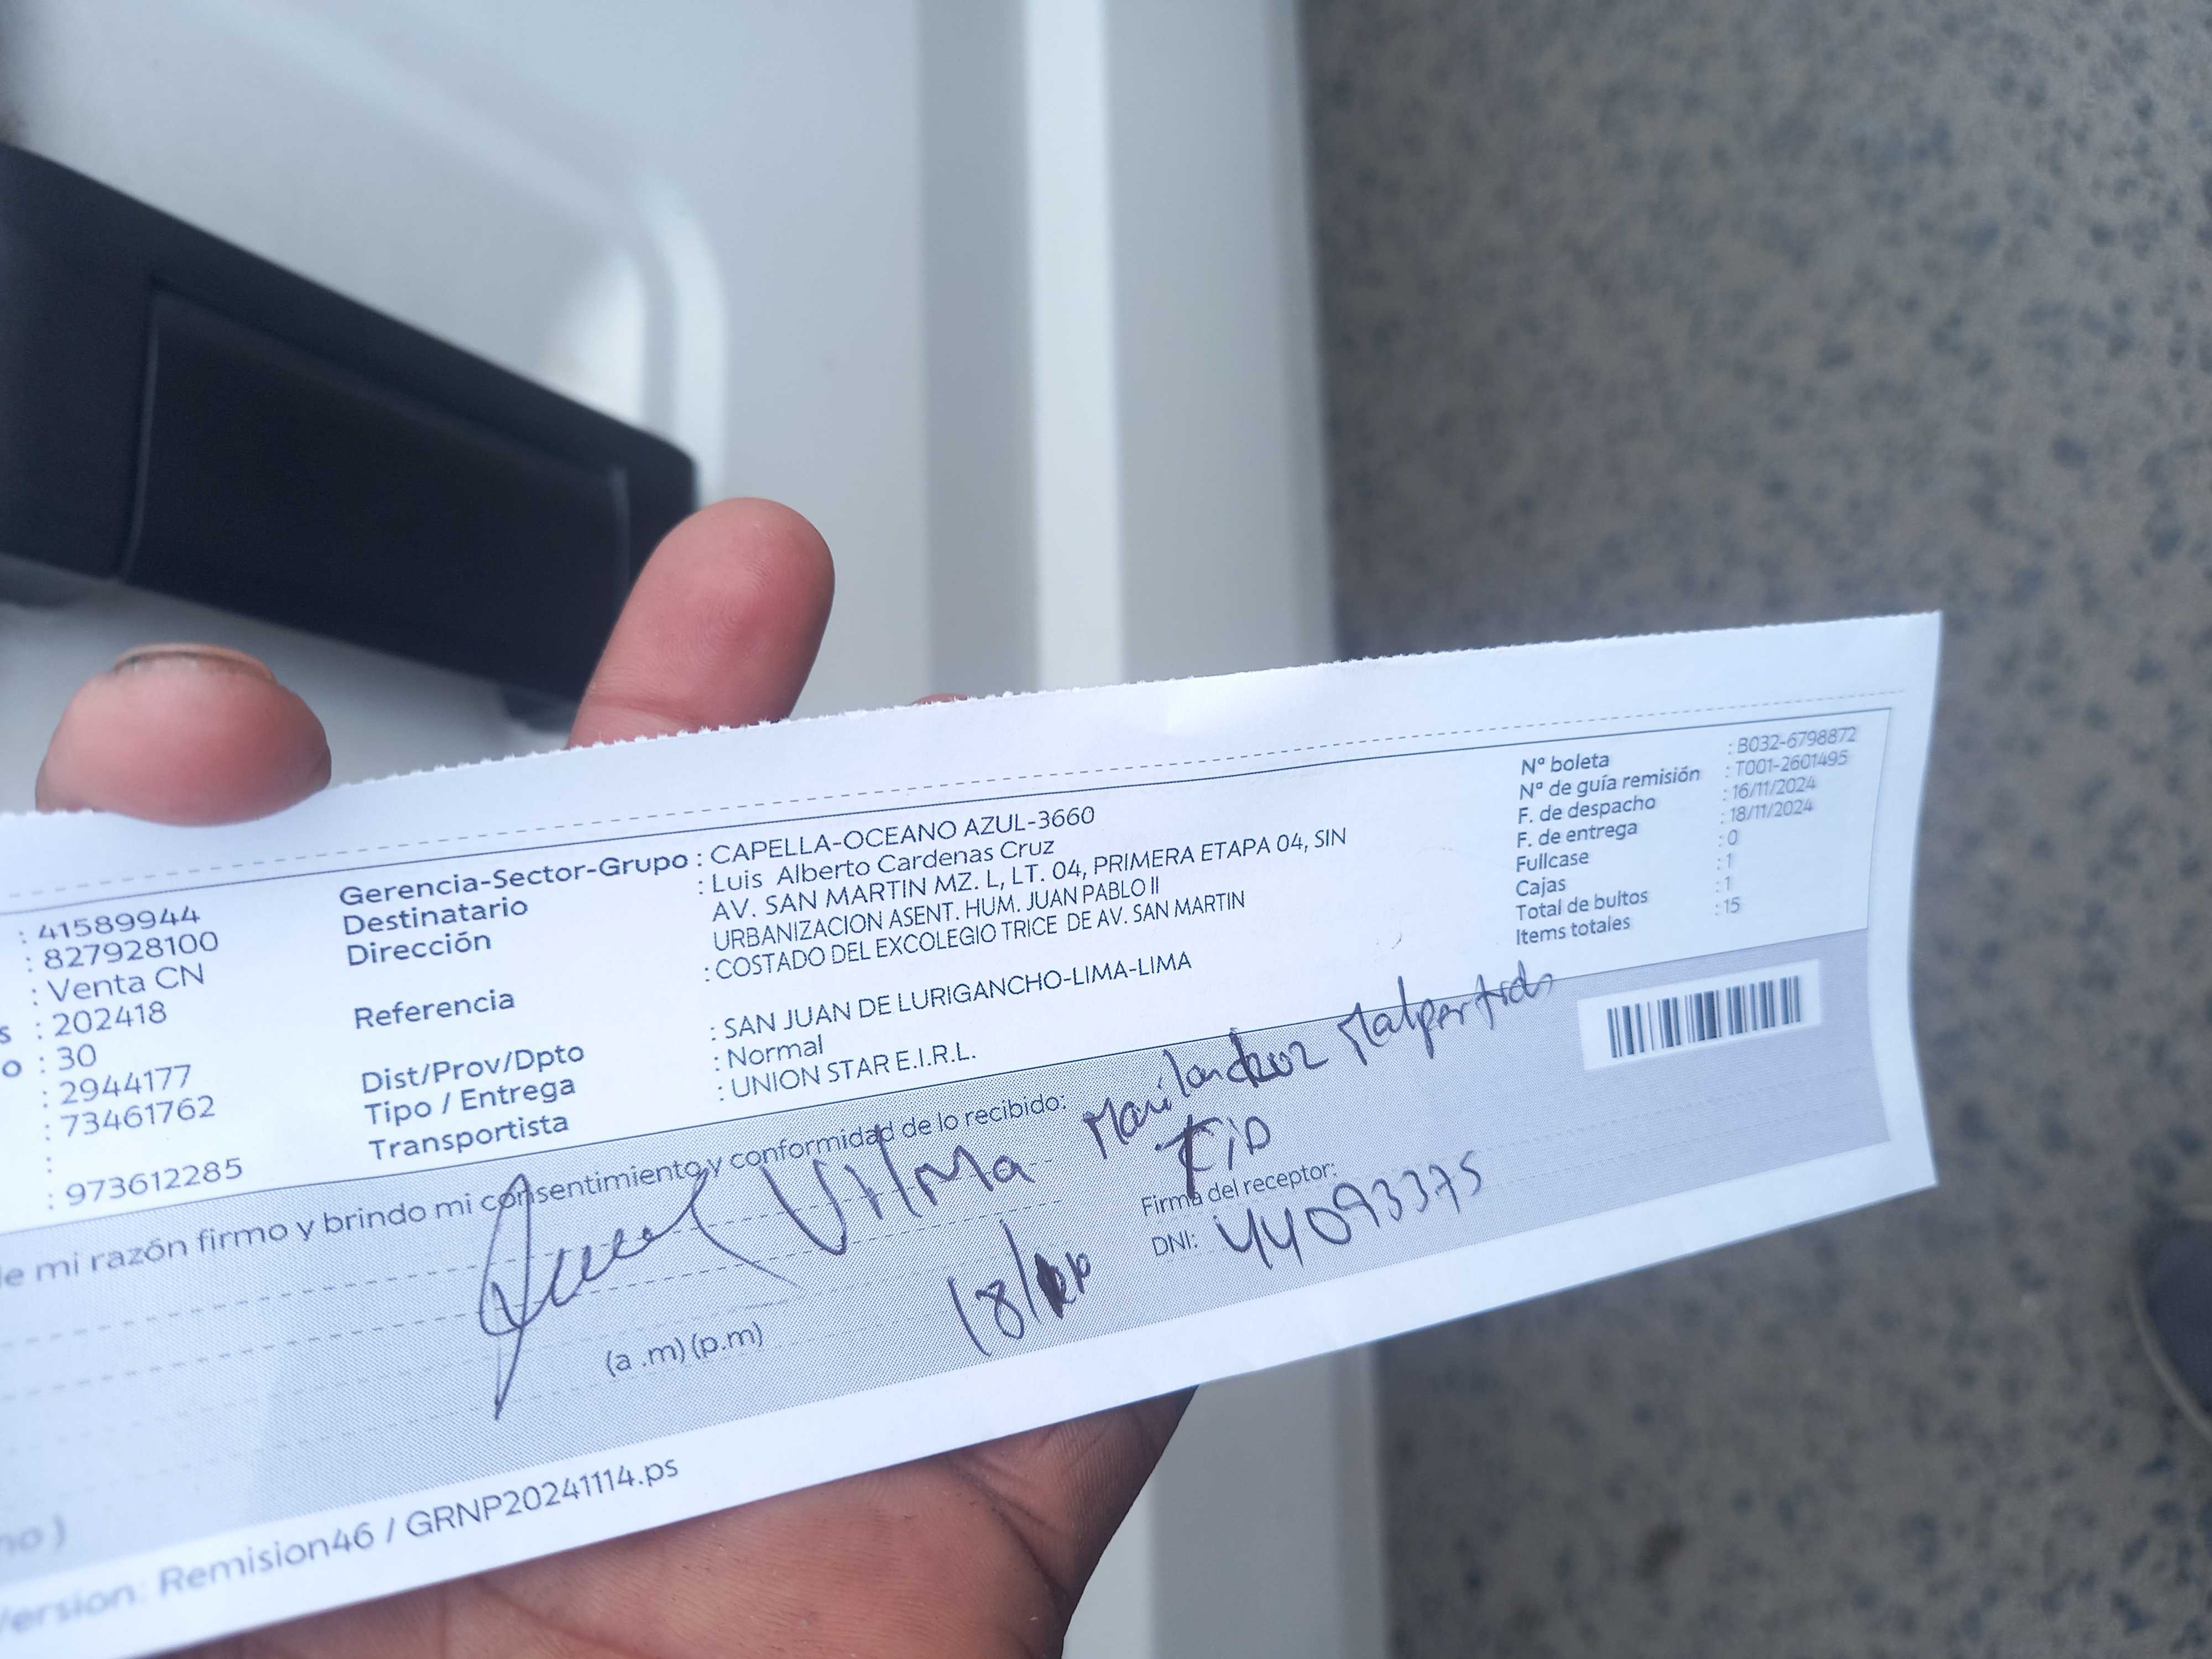 : 41589944
: 827928100
: Venta CN
s : 202418
o : 30
: 2944177
: 73461762
:
: 973612285
Gerencia-Sector-Grupo : CAPELLA-OCEANO AZUL-3660
Destinatario : Luis Alberto Cardenas Cruz
Dirección AV. SAN MARTIN MZ. L, LT. 04, PRIMERA ETAPA 04, SIN
URBANIZACION ASENT. HUM. JUAN PABLO II
Referencia : COSTADO DEL EXCOLEGIO TRICE DE AV. SAN MARTIN
Dist/Prov/Dpto : SAN JUAN DE LURIGANCHO-LIMA-LIMA
Tipo / Entrega : Normal
Transportista : UNION STAR E.I.R.L.
Nº boleta : B032-6798872
Nº de guía remisión : T001-2601495
F. de despacho : 16/11/2024
F. de entrega : 18/11/2024
Fullcase : 0
Cajas : 1
Total de bultos : 1
Items totales : 15
de mi razón firmo y brindo mi consentimiento y conformidad de lo recibido:
Vilma
Malpartida
Firma del receptor:
DNI: 44093375
(a .m) (p.m)
18/
no )
Version: Remision46 / GRNP20241114.ps